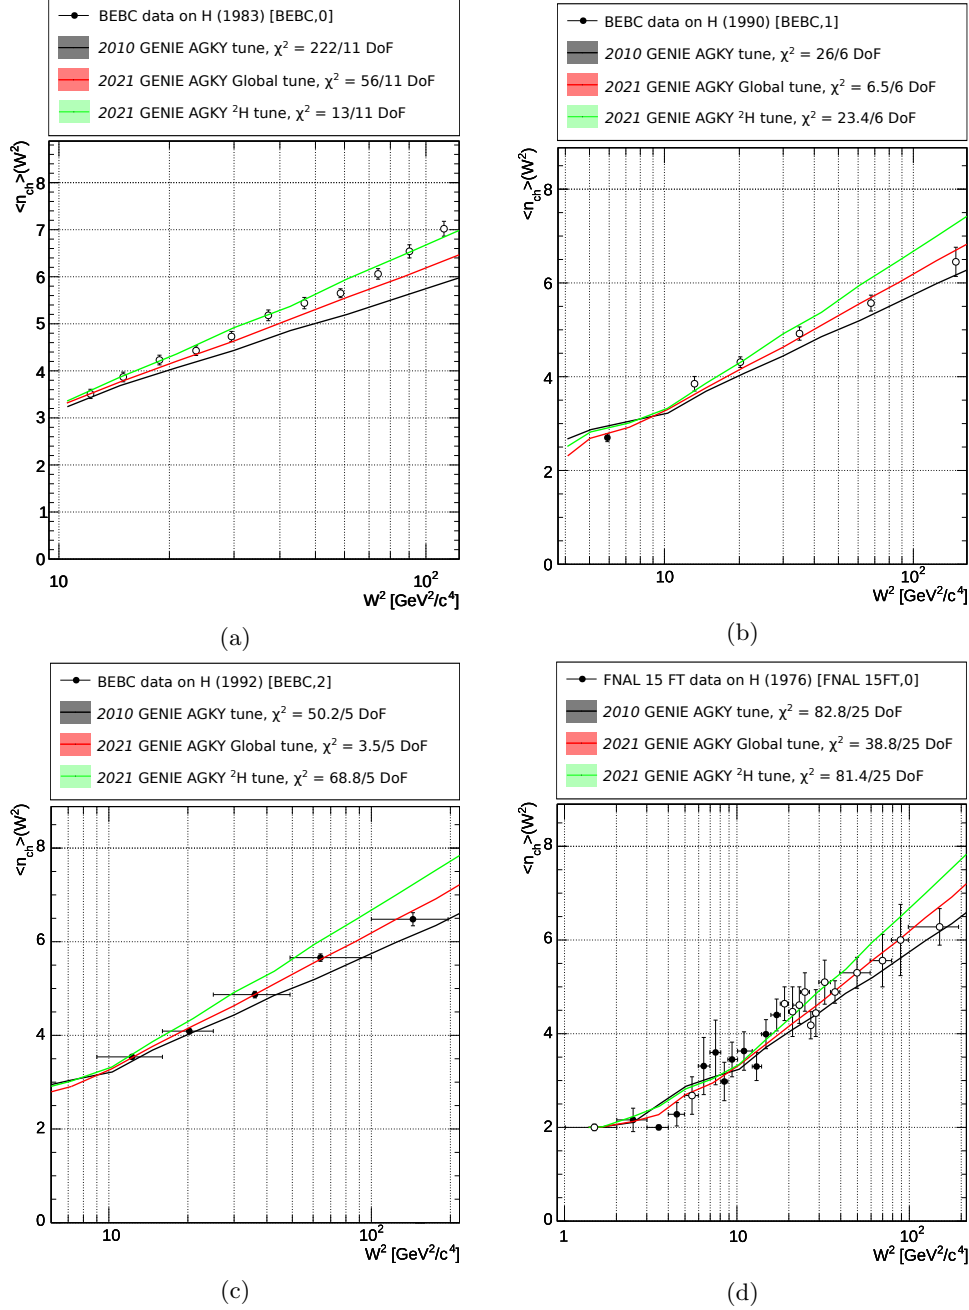 BEBC data on H (1983) [BEBC,0]
2010 GENIE AGKY tune, χ² = 222/11 DoF
2021 GENIE AGKY Global tune, χ² = 56/11 DoF
2021 GENIE AGKY ²H tune, χ² = 13/11 DoF
<n_ch>(W²)
8
7
6
5
4
3
2
1
0
10
10²
W² [GeV²/c⁴]
(a)
BEBC data on H (1990) [BEBC,1]
2010 GENIE AGKY tune, χ² = 26/6 DoF
2021 GENIE AGKY Global tune, χ² = 6.5/6 DoF
2021 GENIE AGKY ²H tune, χ² = 23.4/6 DoF
<n_ch>(W²)
8
6
4
2
0
10
10²
W² [GeV²/c⁴]
(b)
BEBC data on H (1992) [BEBC,2]
2010 GENIE AGKY tune, χ² = 50.2/5 DoF
2021 GENIE AGKY Global tune, χ² = 3.5/5 DoF
2021 GENIE AGKY ²H tune, χ² = 68.8/5 DoF
<n_ch>(W²)
8
6
4
2
0
10
10²
W² [GeV²/c⁴]
(c)
FNAL 15 FT data on H (1976) [FNAL 15FT,0]
2010 GENIE AGKY tune, χ² = 82.8/25 DoF
2021 GENIE AGKY Global tune, χ² = 38.8/25 DoF
2021 GENIE AGKY ²H tune, χ² = 81.4/25 DoF
<n_ch>(W²)
8
6
4
2
0
1
10
10²
W² [GeV²/c⁴]
(d)